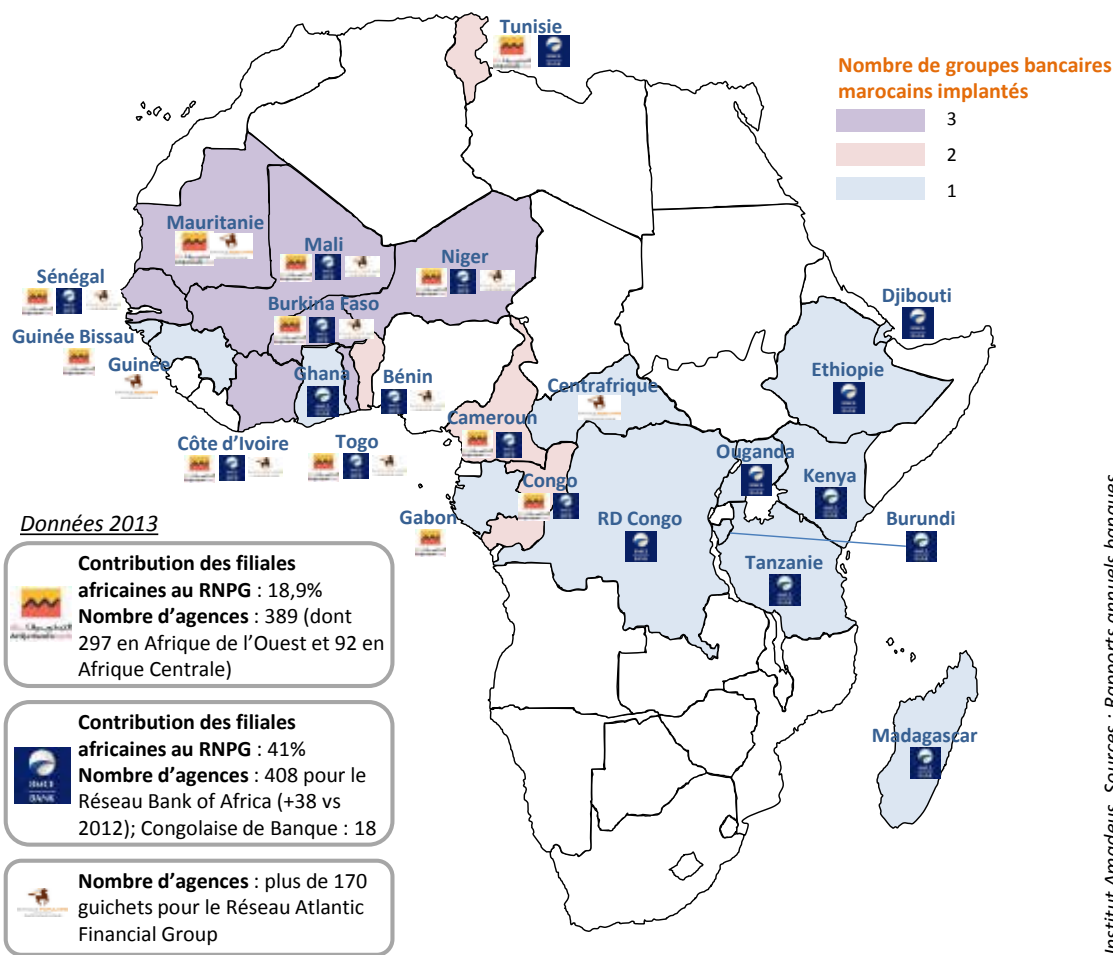 Tunisie
Nombre de groupes bancaires
marocains implantés
3
2
1
Mauritanie
Mali
Niger
Sénégal
Burkina Faso
Djibouti
Guinée Bissau
Guinée
Ghana
Bénin
Centrafrique
Ethiopie
Cameroun
Côte d'Ivoire
Togo
Ouganda
Congo
Kenya
Gabon
RD Congo
Burundi
Tanzanie
Madagascar
Données 2013
Contribution des filiales
africaines au RNPG : 18,9%
Nombre d'agences : 389 (dont
297 en Afrique de l'Ouest et 92 en
Afrique Centrale)
BANK
Contribution des filiales
africaines au RNPG : 41%
Nombre d'agences : 408 pour le
Réseau Bank of Africa (+38 vs
2012); Congolaise de Banque : 18
Nombre d'agences : plus de 170
guichets pour le Réseau Atlantic
Financial Group
Institut Amadeus. Sources : Rapports annuels banques